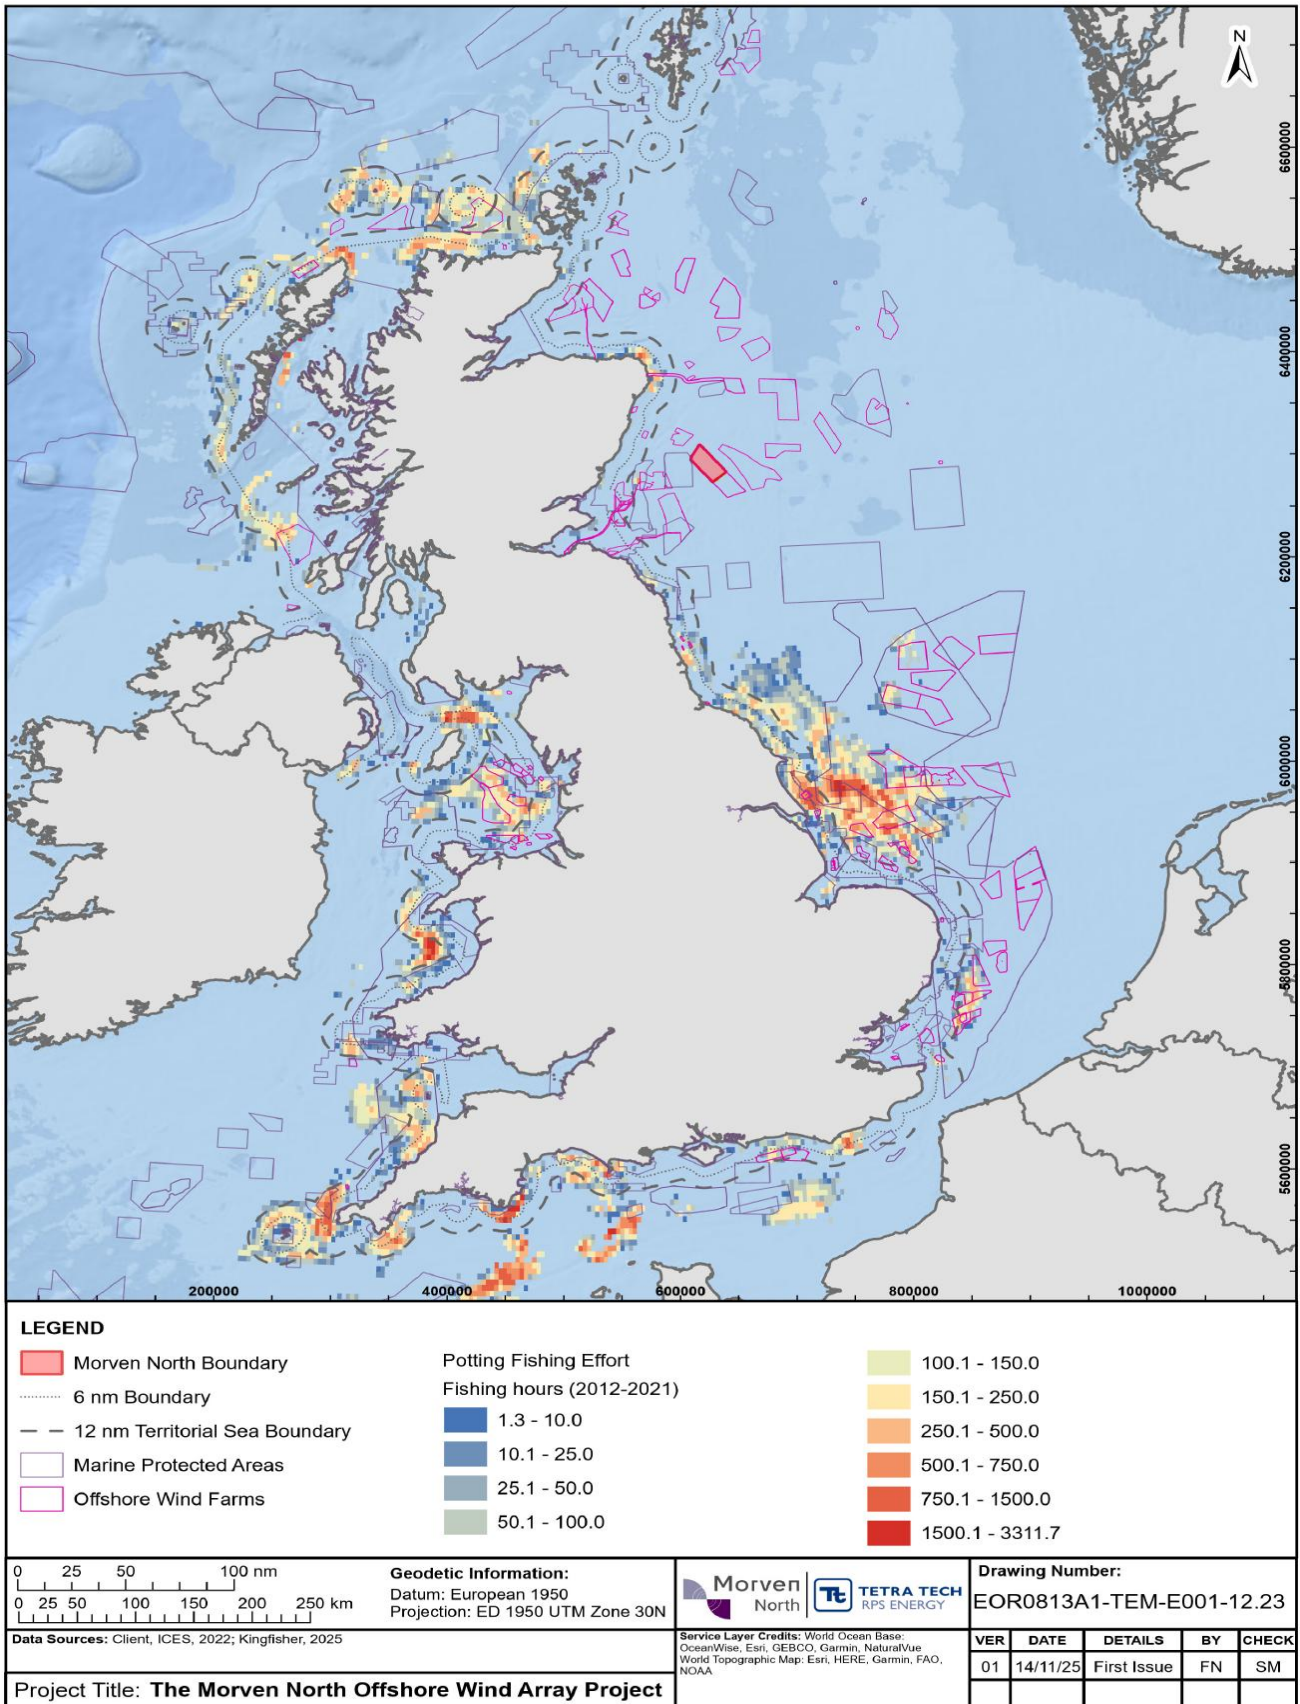 N
6600000
6400000
6200000
6000000
5800000
5600000
200000
400000
600000
800000
1000000
LEGEND
Morven North Boundary
6 nm Boundary
12 nm Territorial Sea Boundary
Marine Protected Areas
Offshore Wind Farms
Potting Fishing Effort
Fishing hours (2012-2021)
1.3 - 10.0
10.1 - 25.0
25.1 - 50.0
50.1 - 100.0
100.1 - 150.0
150.1 - 250.0
250.1 - 500.0
500.1 - 750.0
750.1 - 1500.0
1500.1 - 3311.7
0 25 50 100 nm
0 25 50 100 150 200 250 km
Geodetic Information:
Datum: European 1950
Projection: ED 1950 UTM Zone 30N
Morven
North
Tt
TETRA TECH
RPS ENERGY
Drawing Number:
EOR0813A1-TEM-E001-12.23
Data Sources: Client, ICES, 2022; Kingfisher, 2025
Service Layer Credits: World Ocean Base:
OceanWise, Esri, GEBCO, Garmin, NaturalVue
World Topographic Map: Esri, HERE, Garmin, FAO,
NOAA
VER DATE DETAILS BY CHECK
01 14/11/25 First Issue FN SM
Project Title: The Morven North Offshore Wind Array Project